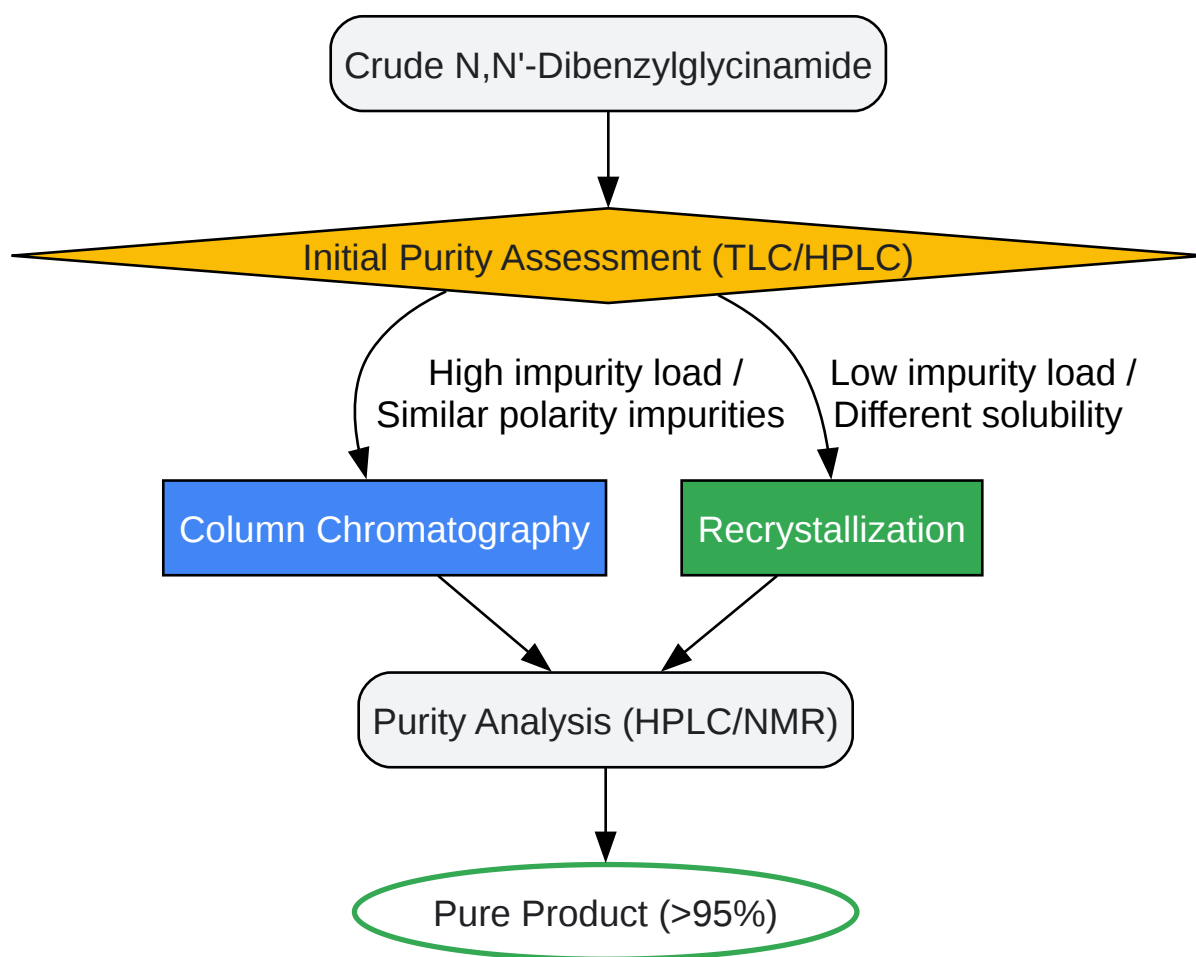 Crude N,N'-Dibenzylglycinamide
Initial Purity Assessment (TLC/HPLC)
High impurity load /
Similar polarity impurities
Low impurity load /
Different solubility
Column Chromatography
Recrystallization
Purity Analysis (HPLC/NMR)
Pure Product (>95%)